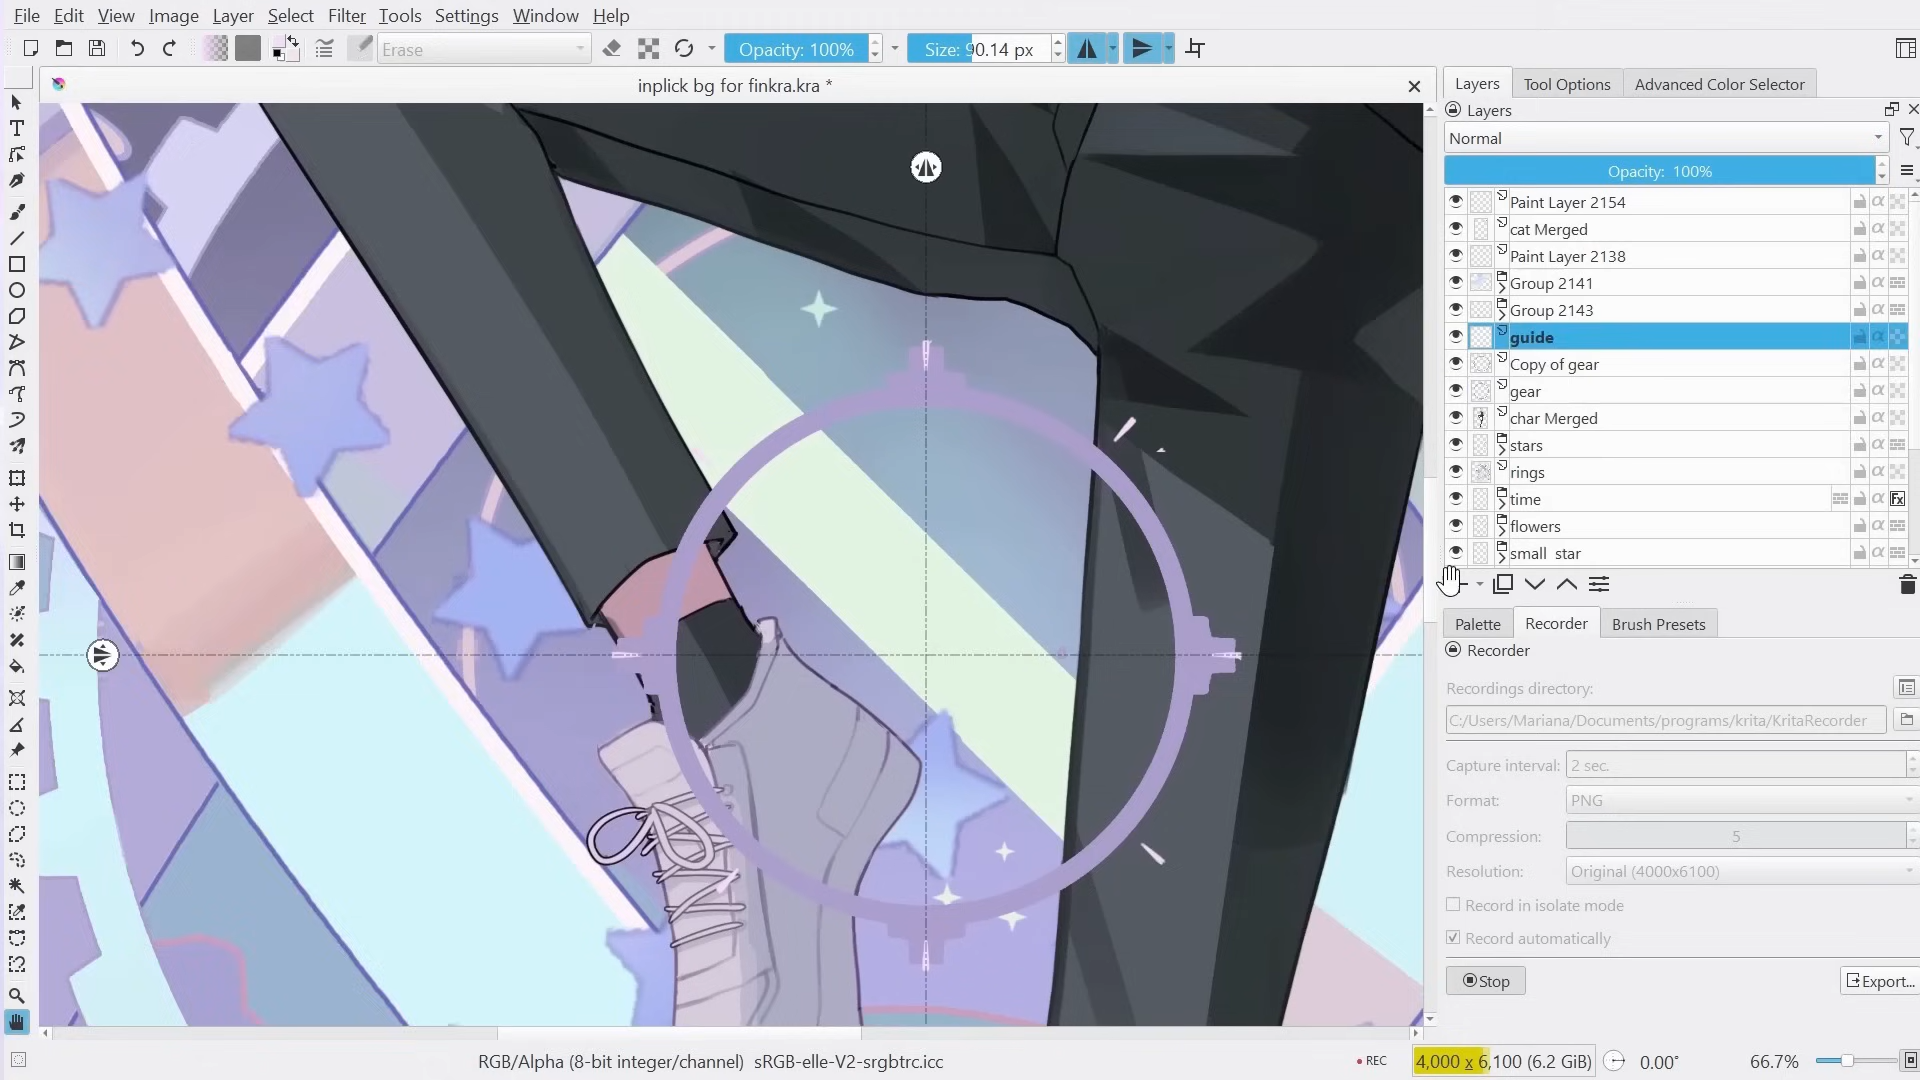 File Edit View Image Layer Select Filter Tools Settings Window Help
Erase
Opacity: 100%
Size: 90.14 px
inplick bg for finkra.kra *
Layers Tool Options Advanced Color Selector
Layers
Normal
Opacity: 100%
Paint Layer 2154
cat Merged
Paint Layer 2138
Group 2141
Group 2143
guide
Copy of gear
gear
char Merged
stars
rings
time
Fx
flowers
small star
Palette Recorder Brush Presets
Recorder
Recordings directory:
C:/Users/Mariana/Documents/programs/krita/KritaRecorder
Capture interval: 2 sec.
Format: PNG
Compression: 5
Resolution: Original (4000x6100)
Record in isolate mode
Record automatically
Stop Export...
RGB/Alpha (8-bit integer/channel) sRGB-elle-V2-srgbtrc.icc
REC
4,000 x 6,100 (6.2 GiB)
0.00°
66.7%